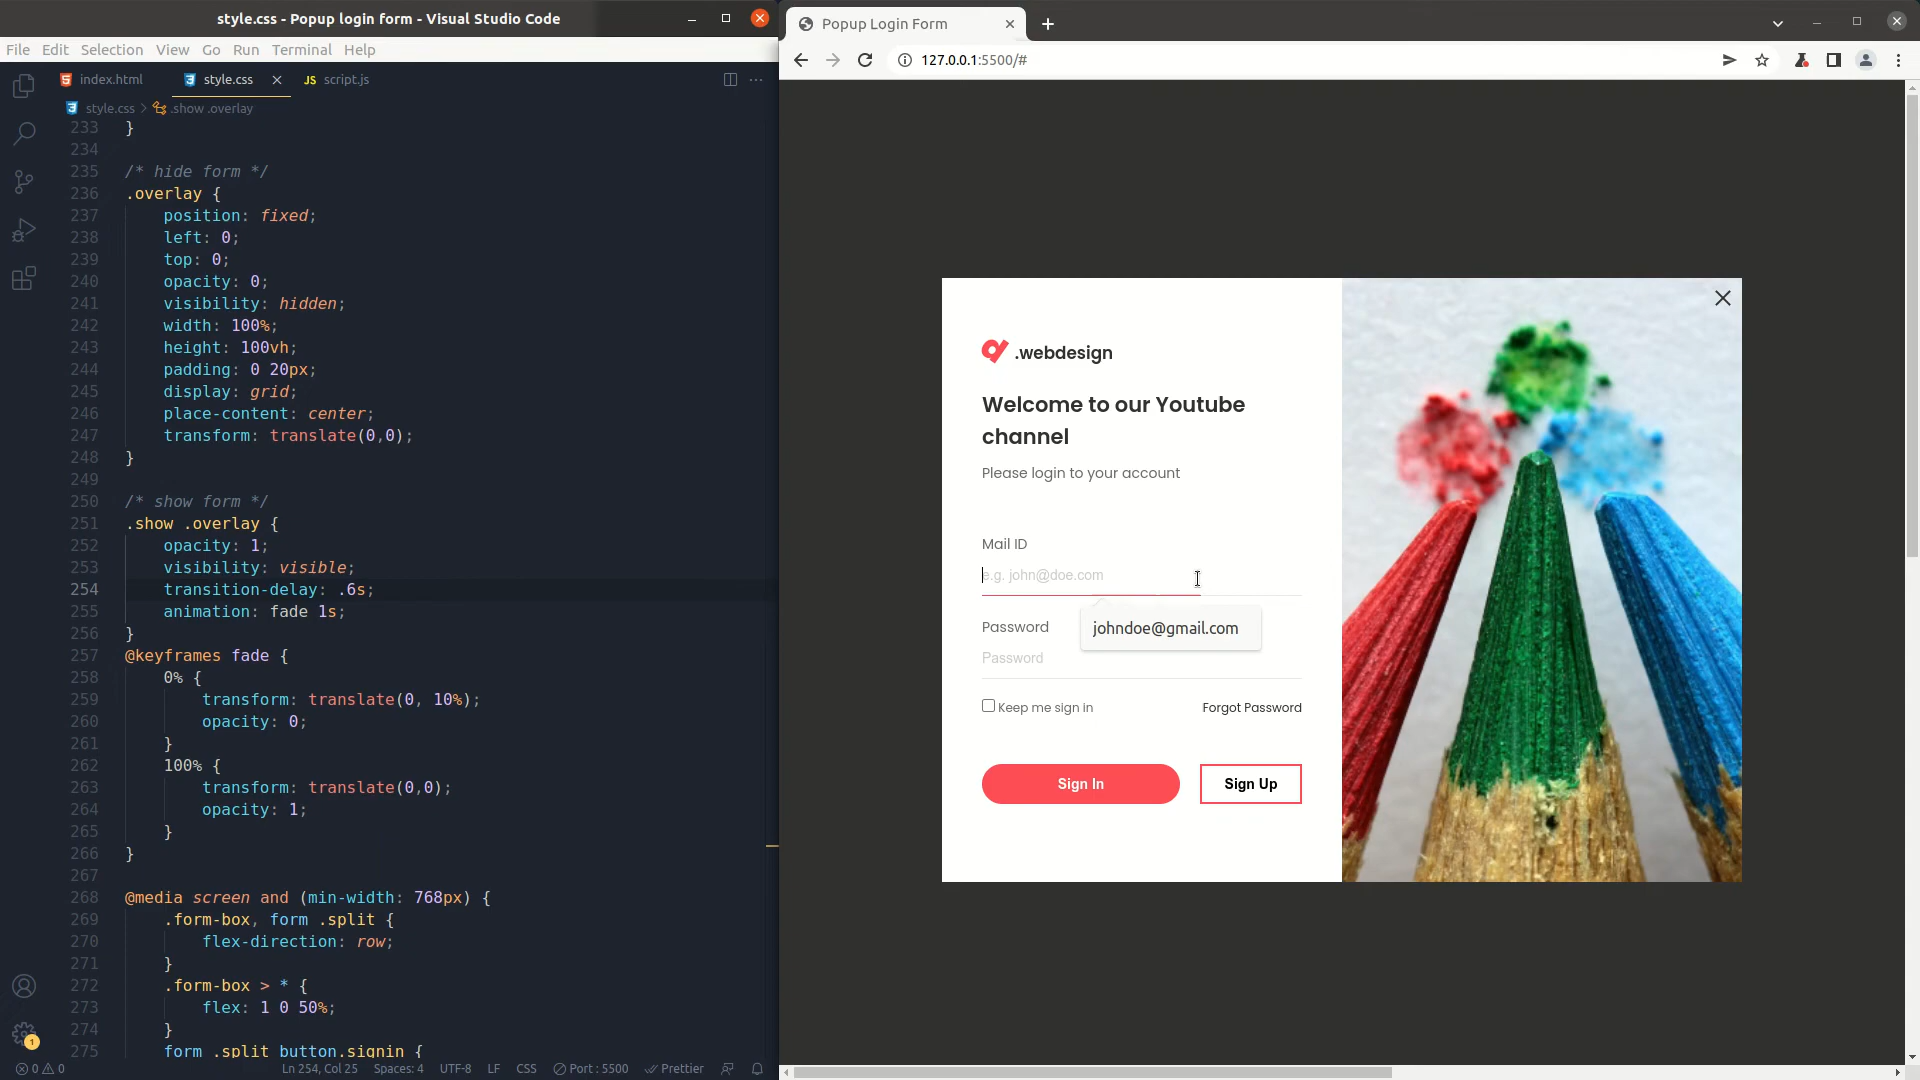 style.css - Popup login form - Visual Studio Code
File Edit Selection View Go Run Terminal Help
index.html style.css JS script.js
style.css > .show .overlay
233 }
234
235 /* hide form */
236 .overlay {
237 position: fixed;
238 left: 0;
239 top: 0;
240 opacity: 0;
241 visibility: hidden;
242 width: 100%;
243 height: 100vh;
244 padding: 0 20px;
245 display: grid;
246 place-content: center;
247 transform: translate(0,0);
248 }
249
250 /* show form */
251 .show .overlay {
252 opacity: 1;
253 visibility: visible;
254 transition-delay: .6s;
255 animation: fade 1s;
256 }
257 @keyframes fade {
258 0% {
259 transform: translate(0, 10%);
260 opacity: 0;
261 }
262 100% {
263 transform: translate(0,0);
264 opacity: 1;
265 }
266 }
267
268 @media screen and (min-width: 768px) {
269 .form-box, form .split {
270 flex-direction: row;
271 }
272 .form-box > * {
273 flex: 1 0 50%;
274 }
275 form .split button.signin {
1
0 0 Ln 254, Col 25 Spaces: 4 UTF-8 LF CSS Port : 5500 Prettier
Popup Login Form
127.0.0.1:5500/#
.webdesign
Welcome to our Youtube
channel
Please login to your account
Mail ID
e.g. john@doe.com
johndoe@gmail.com
Password
Password
Keep me sign in Forgot Password
Sign In Sign Up